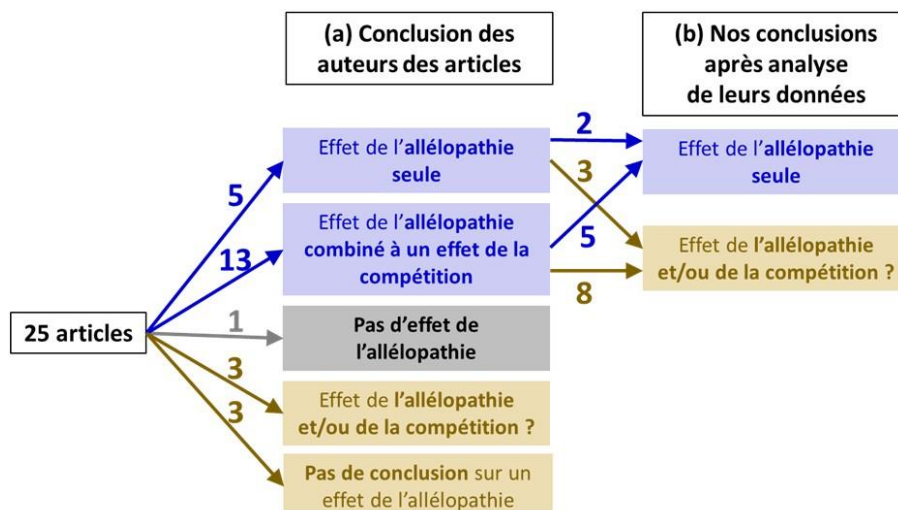 (a) Conclusion des
auteurs des articles
(b) Nos conclusions
après analyse
de leurs données
25 articles
5
13
1
3
3
Effet de l'allélopathie
seule
Effet de l'allélopathie
combiné à un effet de la
compétition
Pas d'effet de
l'allélopathie
Effet de l'allélopathie
et/ou de la compétition ?
Pas de conclusion sur un
effet de l'allélopathie
2
3
5
8
Effet de l'allélopathie
seule
Effet de l'allélopathie
et/ou de la compétition ?